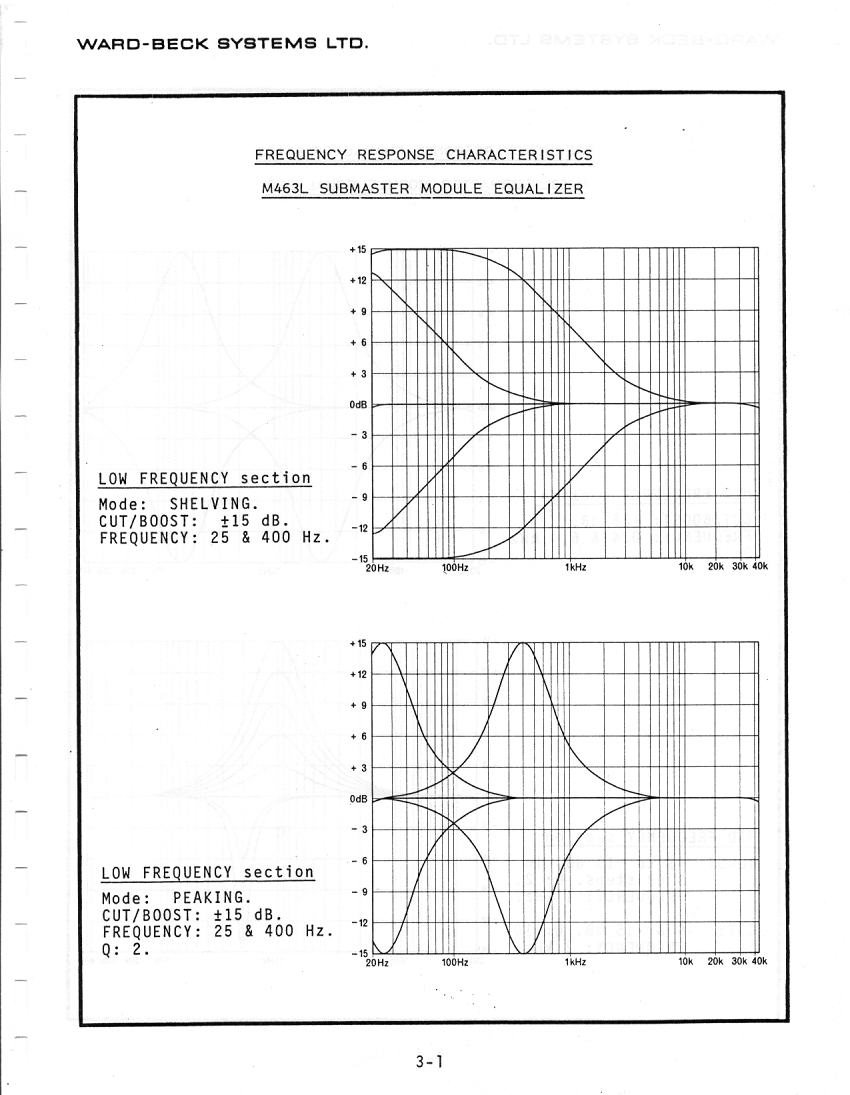 WARD-BECK SYSTEMS LTD.
FREQUENCY RESPONSE CHARACTERISTICS
M463L SUBMASTER MODULE EQUALIZER
+15
+12
+ 9
+ 6
+ 3
0dB
- 3
- 6
- 9
-12
-15
20Hz 100Hz 1kHz 10k 20k 30k 40k
LOW FREQUENCY section
Mode: SHELVING.
CUT/BOOST: ±15 dB.
FREQUENCY: 25 & 400 Hz.
+15
+12
+ 9
+ 6
+ 3
0dB
- 3
- 6
- 9
-12
-15
20Hz 100Hz 1kHz 10k 20k 30k 40k
LOW FREQUENCY section
Mode: PEAKING.
CUT/BOOST: ±15 dB.
FREQUENCY: 25 & 400 Hz.
Q: 2.
3-1